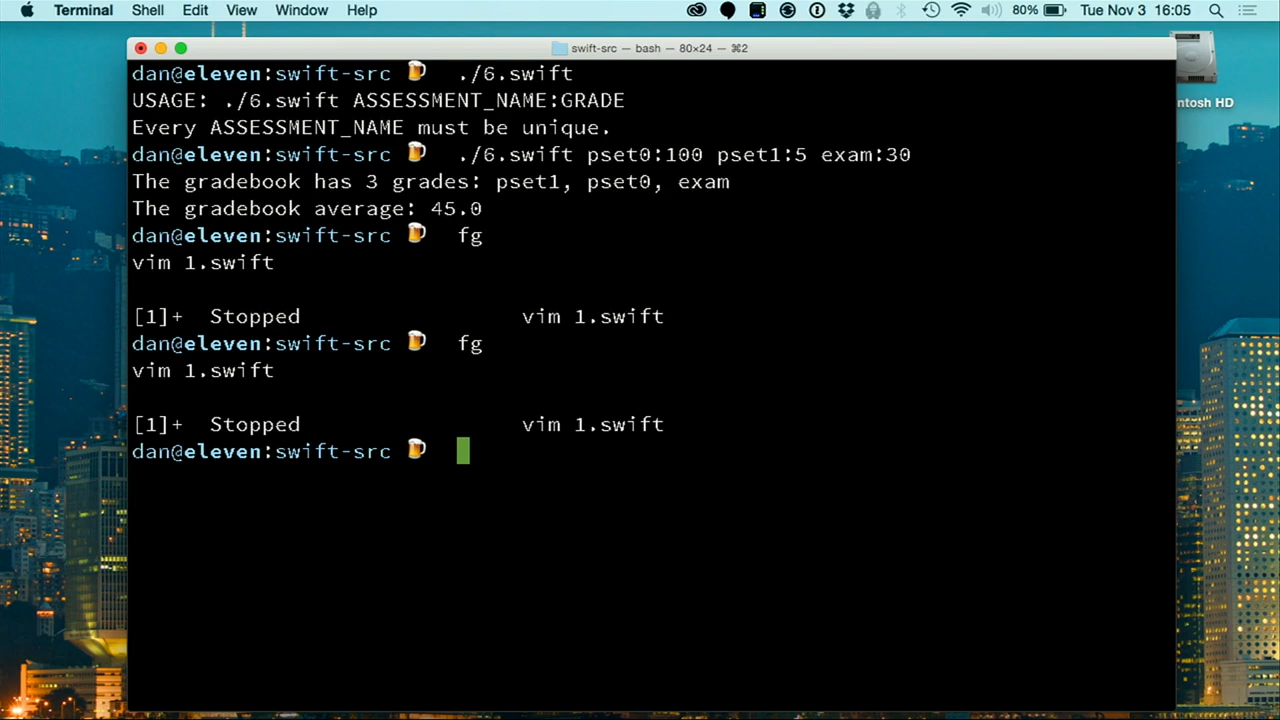 Terminal Shell Edit View Window Help 80% Tue Nov 3 16:05
swift-src — bash — 80×24 — ⌘2
dan@eleven:swift-src 🍺 ./6.swift
USAGE: ./6.swift ASSESSMENT_NAME:GRADE
Every ASSESSMENT_NAME must be unique.
dan@eleven:swift-src 🍺 ./6.swift pset0:100 pset1:5 exam:30
The gradebook has 3 grades: pset1, pset0, exam
The gradebook average: 45.0
dan@eleven:swift-src 🍺 fg
vim 1.swift
[1]+ Stopped vim 1.swift
dan@eleven:swift-src 🍺 fg
vim 1.swift
[1]+ Stopped vim 1.swift
dan@eleven:swift-src 🍺
ntosh HD